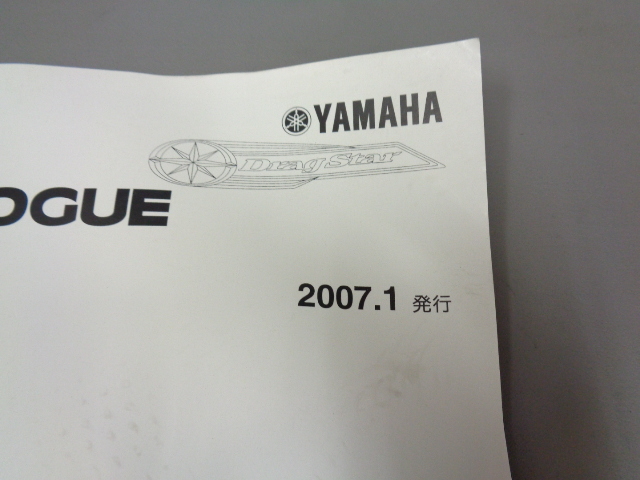 YAMAHA
Drag Star
OGUE
2007.1 発行